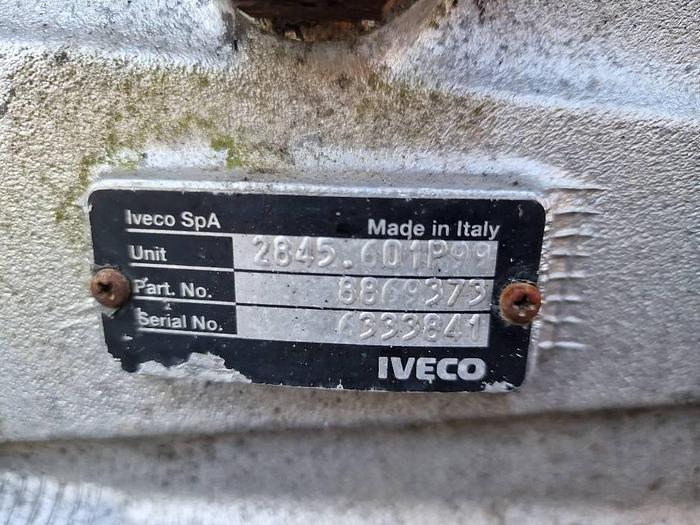 Iveco SpA Made in Italy
Unit 2845.601P99
Part. No. 8869373
Serial No. 6333841
IVECO